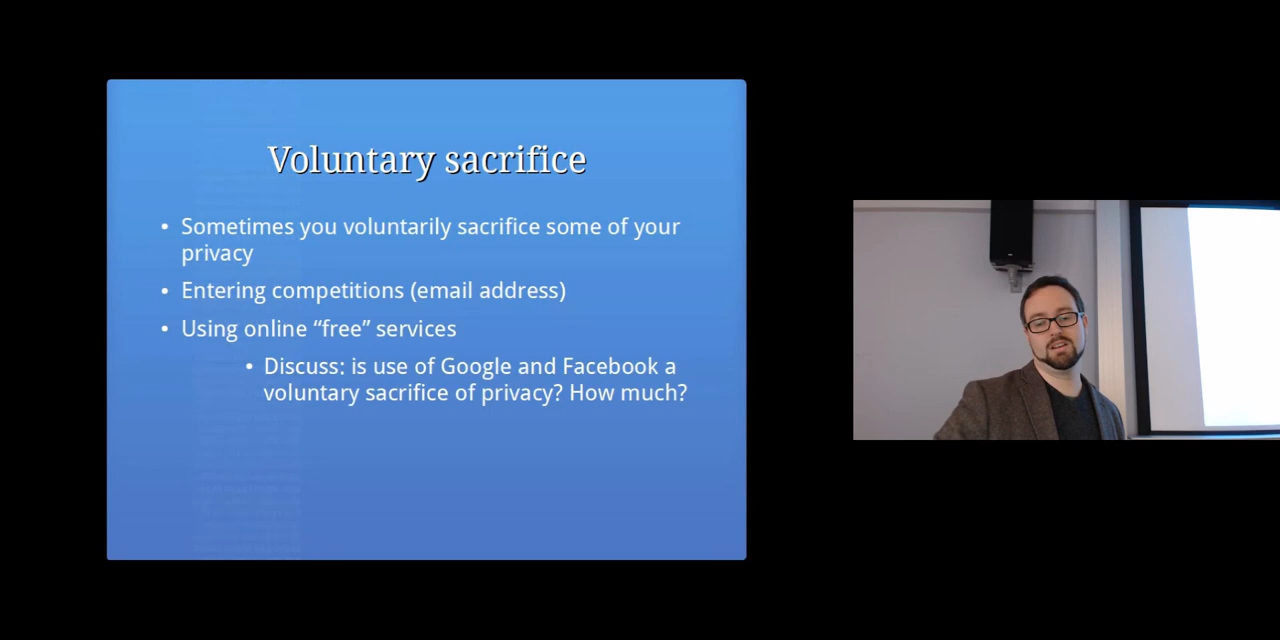 Voluntary sacrifice
• Sometimes you voluntarily sacrifice some of your
privacy
• Entering competitions (email address)
• Using online “free” services
• Discuss: is use of Google and Facebook a
voluntary sacrifice of privacy? How much?